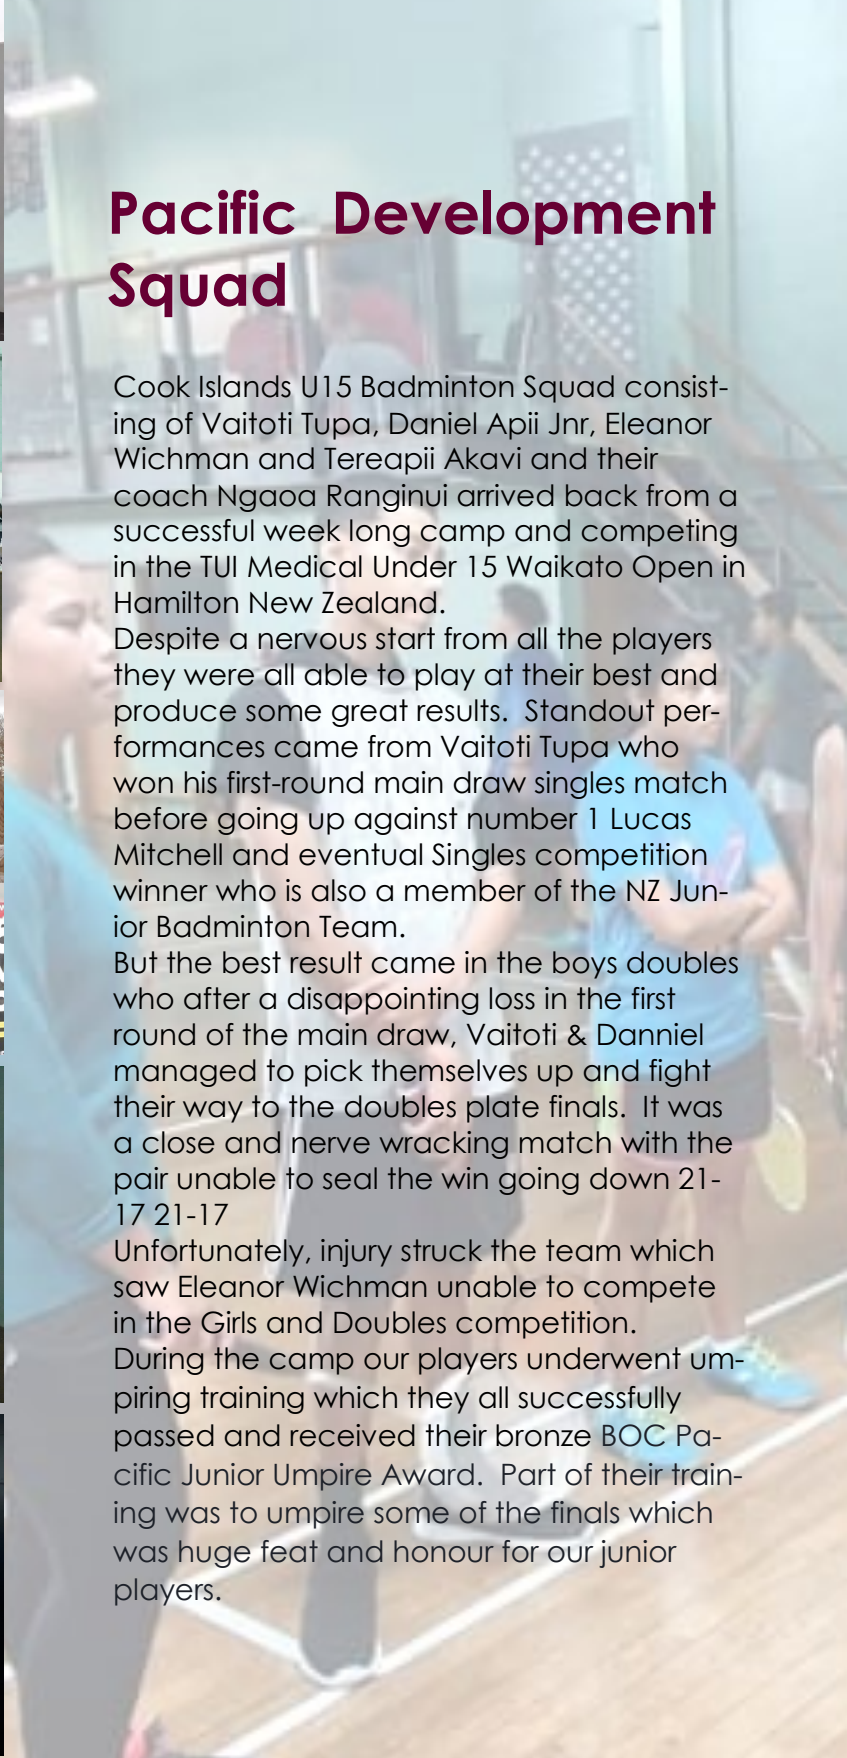 Pacific Development
Squad
Cook Islands U15 Badminton Squad consist-
ing of Vaitoti Tupa, Daniel Apii Jnr, Eleanor
Wichman and Tereapii Akavi and their
coach Ngaoa Ranginui arrived back from a
successful week long camp and competing
in the TUI Medical Under 15 Waikato Open in
Hamilton New Zealand.
Despite a nervous start from all the players
they were all able to play at their best and
produce some great results.  Standout per-
formances came from Vaitoti Tupa who
won his first-round main draw singles match
before going up against number 1 Lucas
Mitchell and eventual Singles competition
winner who is also a member of the NZ Jun-
ior Badminton Team.
But the best result came in the boys doubles
who after a disappointing loss in the first
round of the main draw, Vaitoti & Danniel
managed to pick themselves up and fight
their way to the doubles plate finals.  It was
a close and nerve wracking match with the
pair unable to seal the win going down 21-
17 21-17
Unfortunately, injury struck the team which
saw Eleanor Wichman unable to compete
in the Girls and Doubles competition.
During the camp our players underwent um-
piring training which they all successfully
passed and received their bronze BOC Pa-
cific Junior Umpire Award.  Part of their train-
ing was to umpire some of the finals which
was huge feat and honour for our junior
players.